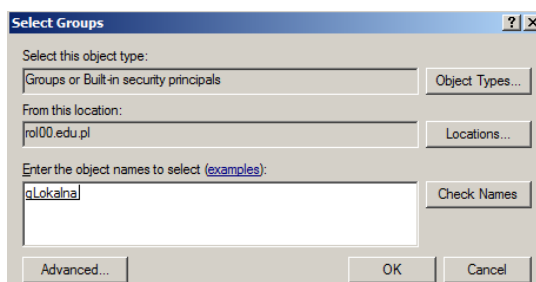 Select Groups
Select this object type:
Groups or Built-in security principals
Object Types...
From this location:
rol00.edu.pl
Locations...
Enter the object names to select (examples):
gLokalna
Check Names
Advanced...
OK
Cancel